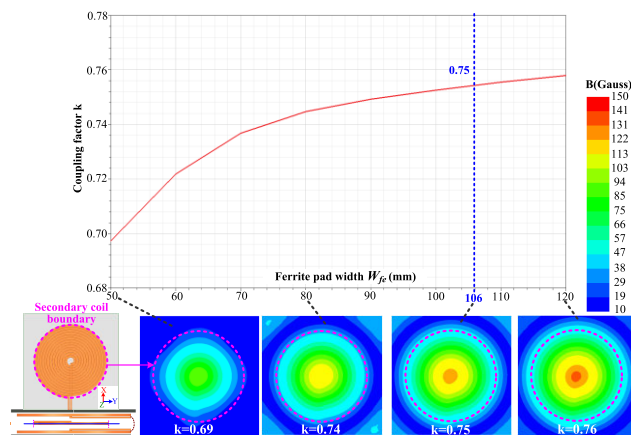 0.78
0.76
0.74
0.72
0.70
0.68
Coupling factor k
0.75
50
60
70
80
90
100
106
110
120
Ferrite pad width W_fe (mm)
B(Gauss)
150
141
131
122
113
103
94
85
75
66
57
47
38
29
19
10
Secondary coil
boundary
X
Z
Y
k=0.69
k=0.74
k=0.75
k=0.76